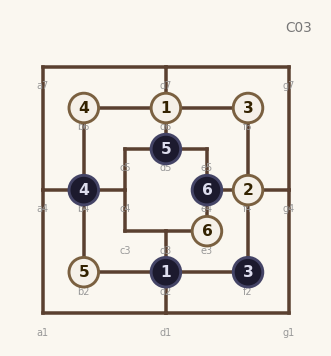 C03
a7 d7 g7
4 1 3
b6 d6 f6
5
c5 d5 e5
4 6 2
a4 b4 c4 e4 f4 g4
6
c3 d3 e3
5 1 3
b2 d2 f2
a1 d1 g1